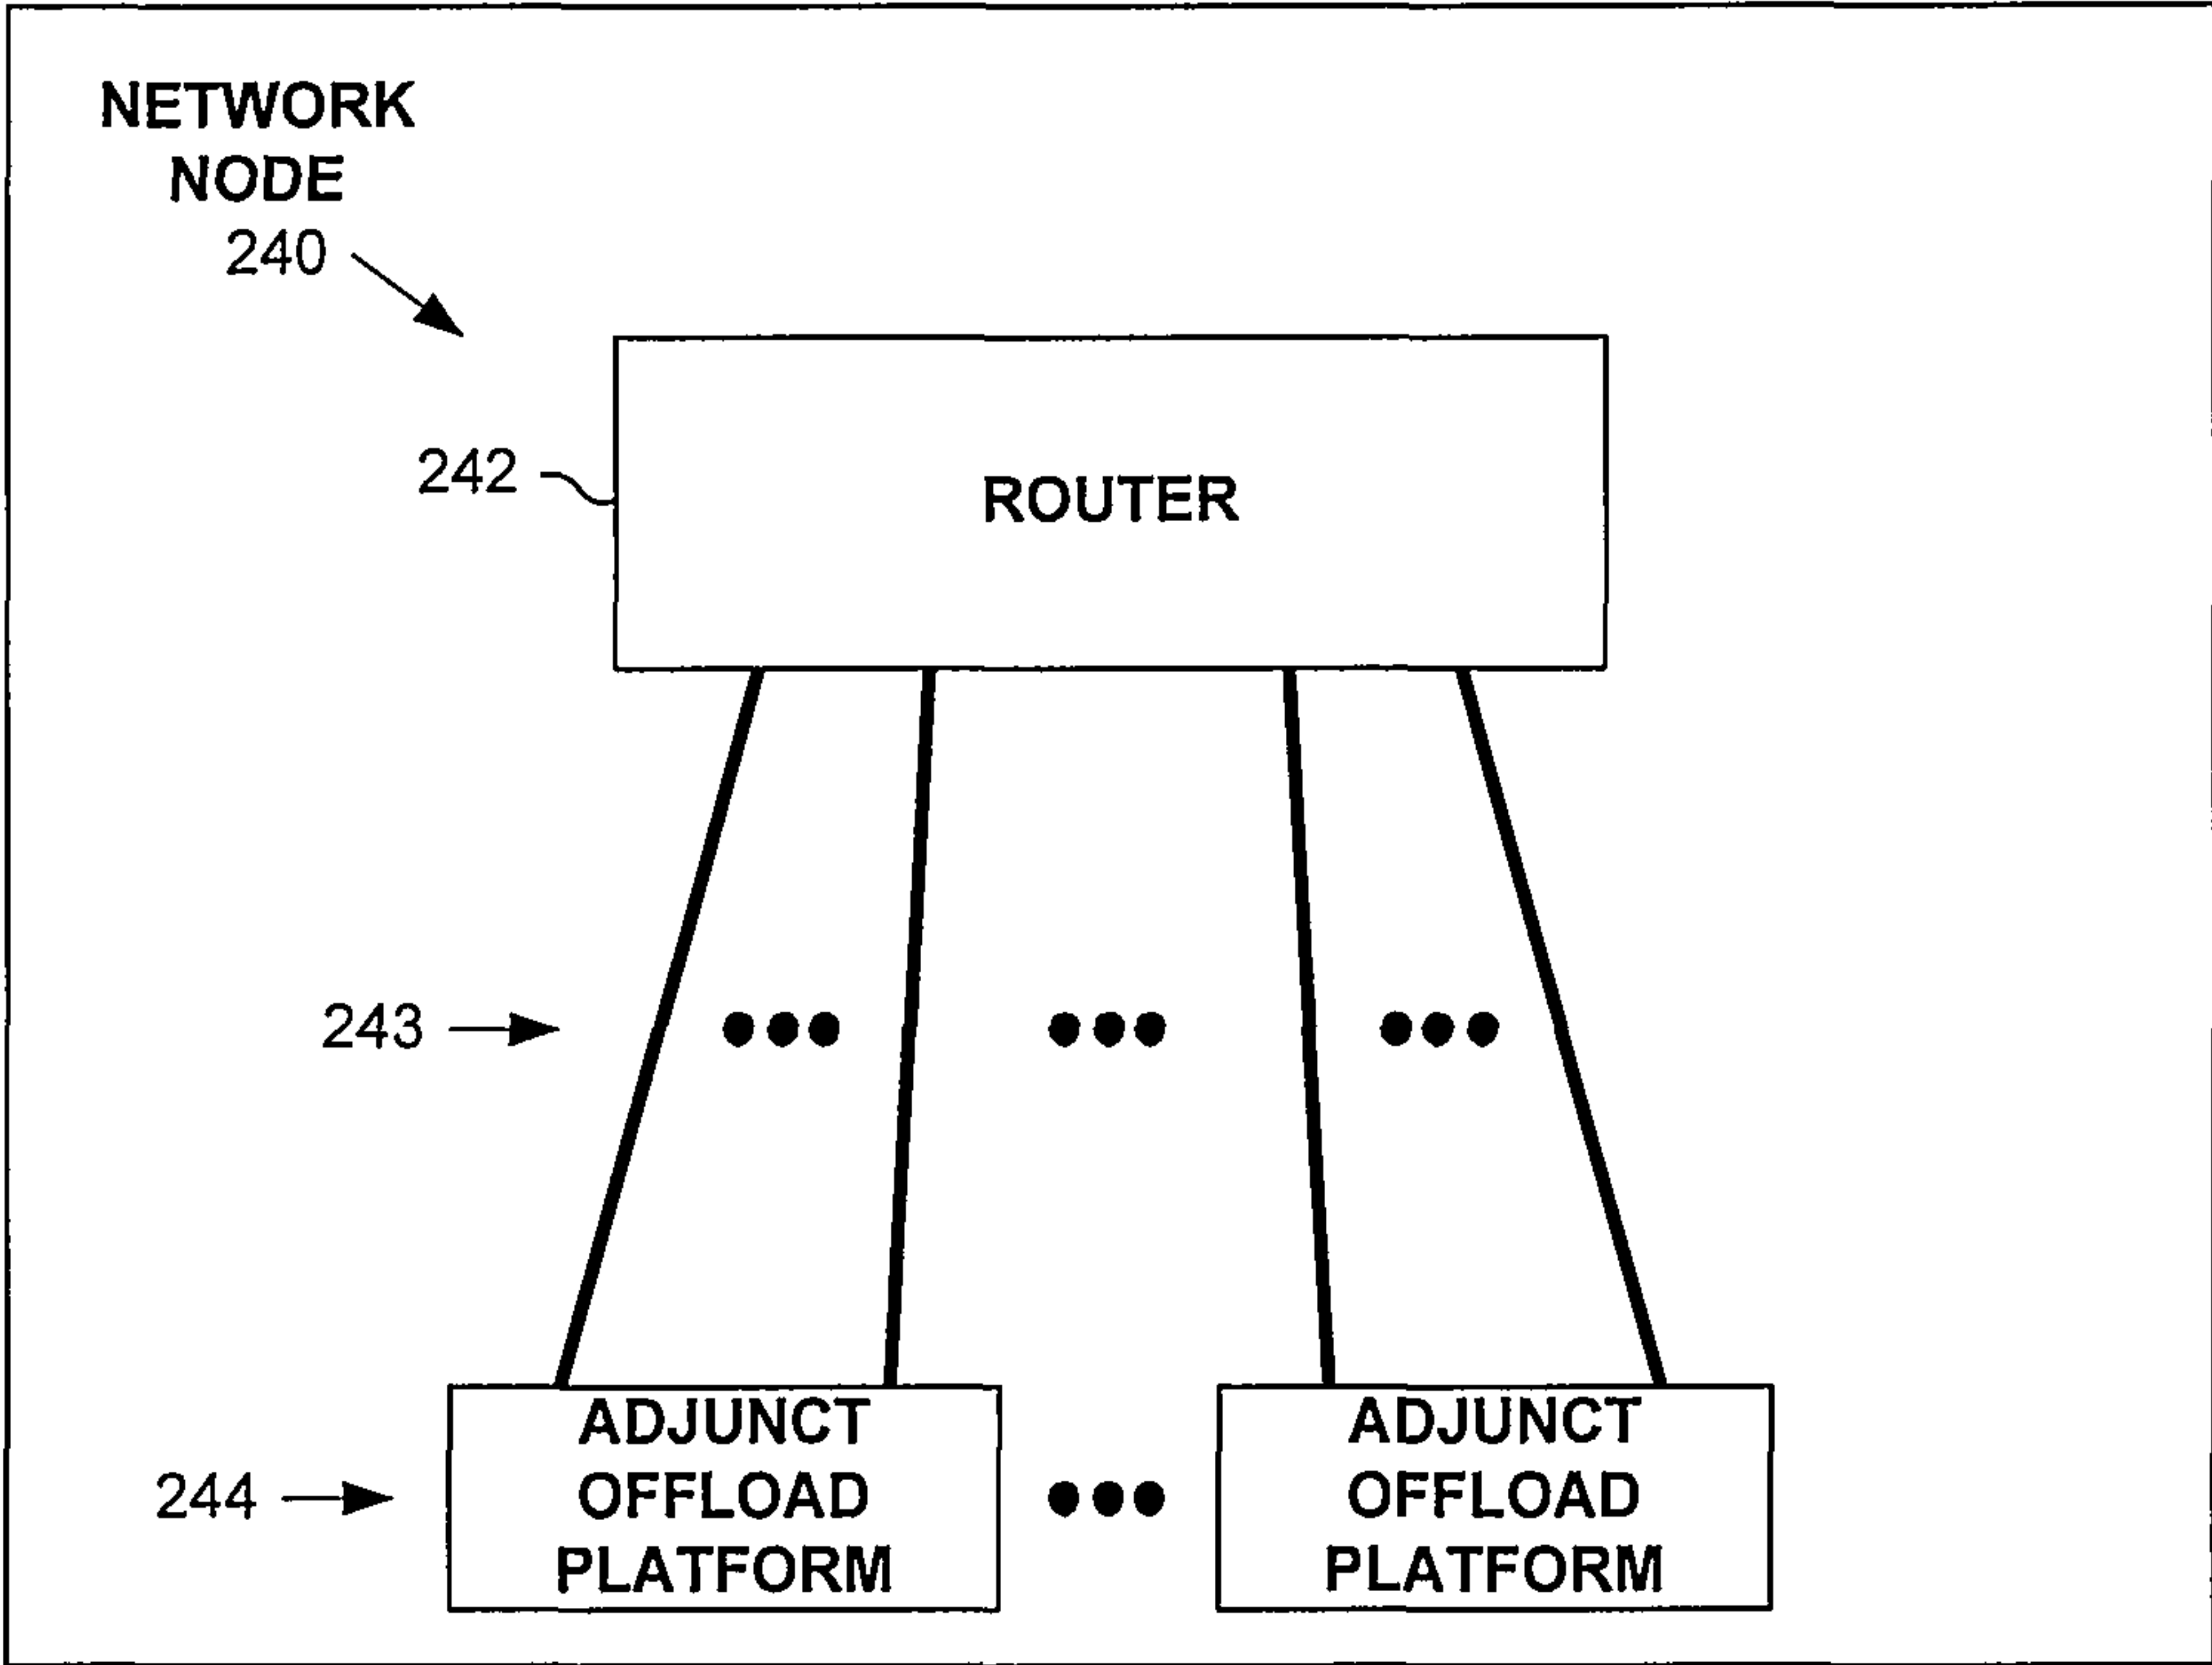 NETWORK
NODE
240
242
ROUTER
243
244
ADJUNCT
OFFLOAD
PLATFORM
ADJUNCT
OFFLOAD
PLATFORM